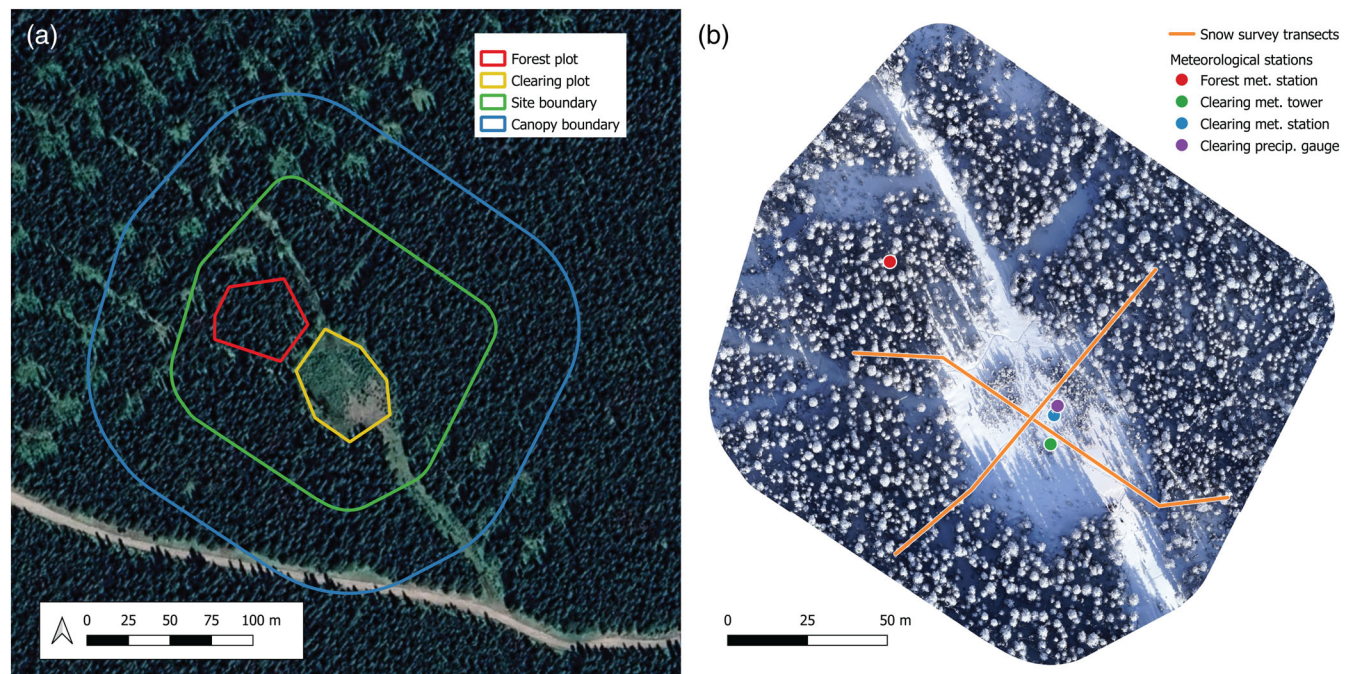 (a)
Forest plot
Clearing plot
Site boundary
Canopy boundary
0 25 50 75 100 m
(b)
Snow survey transects
Meteorological stations
Forest met. station
Clearing met. tower
Clearing met. station
Clearing precip. gauge
0 25 50 m